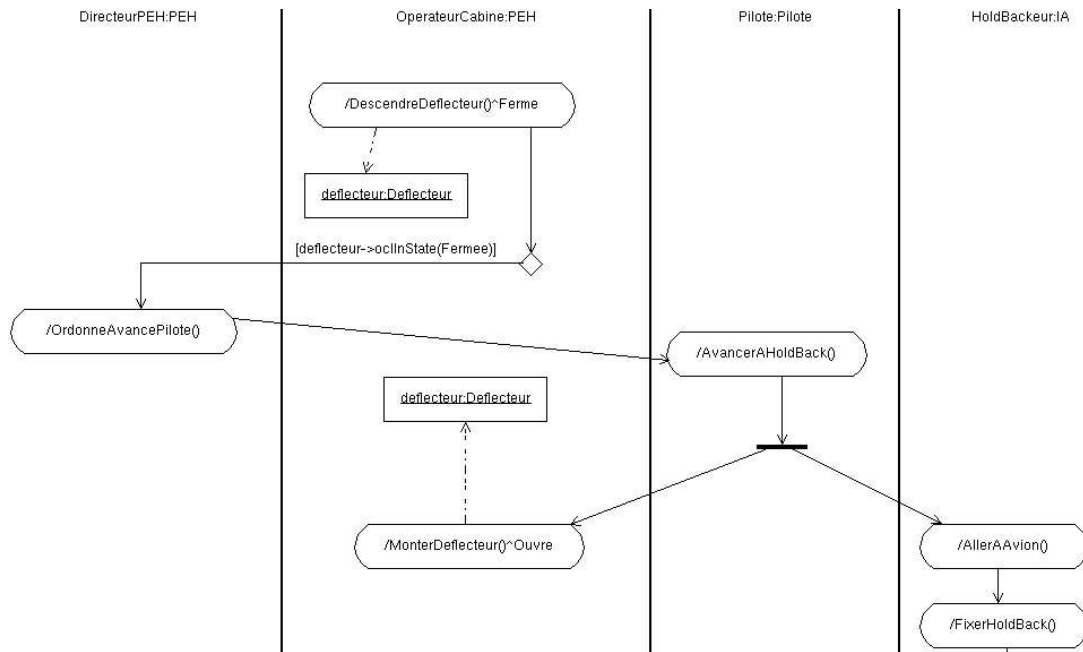 DirecteurPEH:PEH
OperateurCabine:PEH
Pilote:Pilote
HoldBackeur:IA
/DescendreDeflecteur()^Ferme
deflecteur:Deflecteur
[deflecteur->oclInState(Fermee)]
/OrdonneAvancePilote()
/AvancerAHoldBack()
deflecteur:Deflecteur
/MonterDeflecteur()^Ouvre
/AllerAAvion()
/FixerHoldBack()